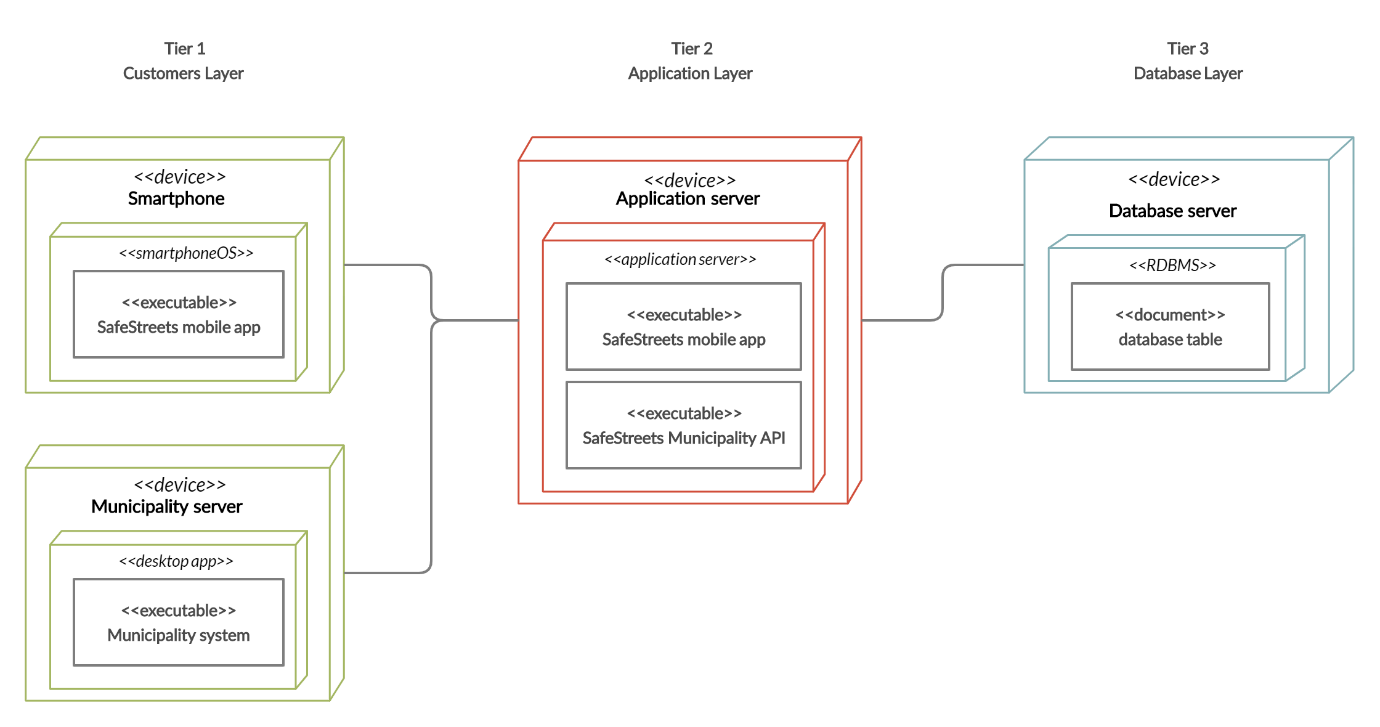 Tier 1
Customers Layer
Tier 2
Application Layer
Tier 3
Database Layer
<<device>>
Smartphone
<<smartphoneOS>>
<<executable>>
SafeStreets mobile app
<<device>>
Municipality server
<<desktop app>>
<<executable>>
Municipality system
<<device>>
Application server
<<application server>>
<<executable>>
SafeStreets mobile app
<<executable>>
SafeStreets Municipality API
<<device>>
Database server
<<RDBMS>>
<<document>>
database table